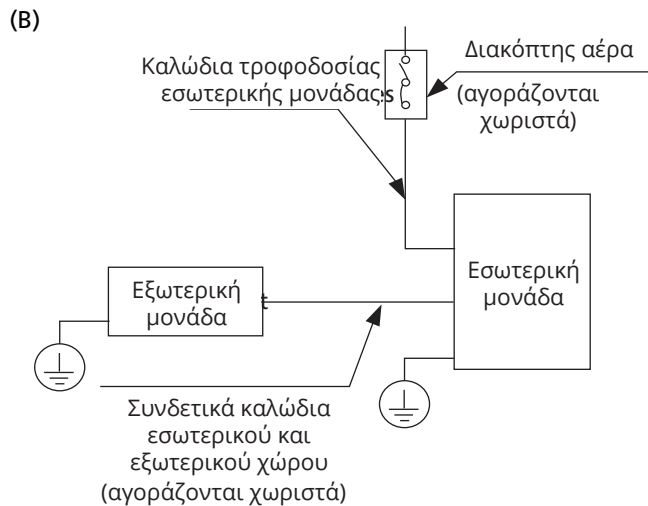 (B)
Καλώδια τροφοδοσίας
εσωτερικής μονάδας
Διακόπτης αέρα
(αγοράζονται
χωριστά)
Εξωτερική
μονάδα
Εσωτερική
μονάδα
Συνδετικά καλώδια
εσωτερικού και
εξωτερικού χώρου
(αγοράζονται χωριστά)